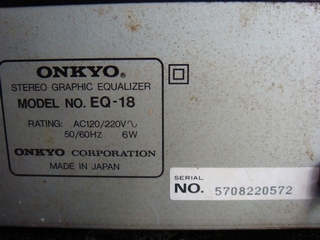 ONKYO®
STEREO GRAPHIC EQUALIZER
MODEL NO. EQ-18
RATING: AC120/220V~
50/60Hz 6W
ONKYO CORPORATION
MADE IN JAPAN
SERIAL
NO. 5708220572